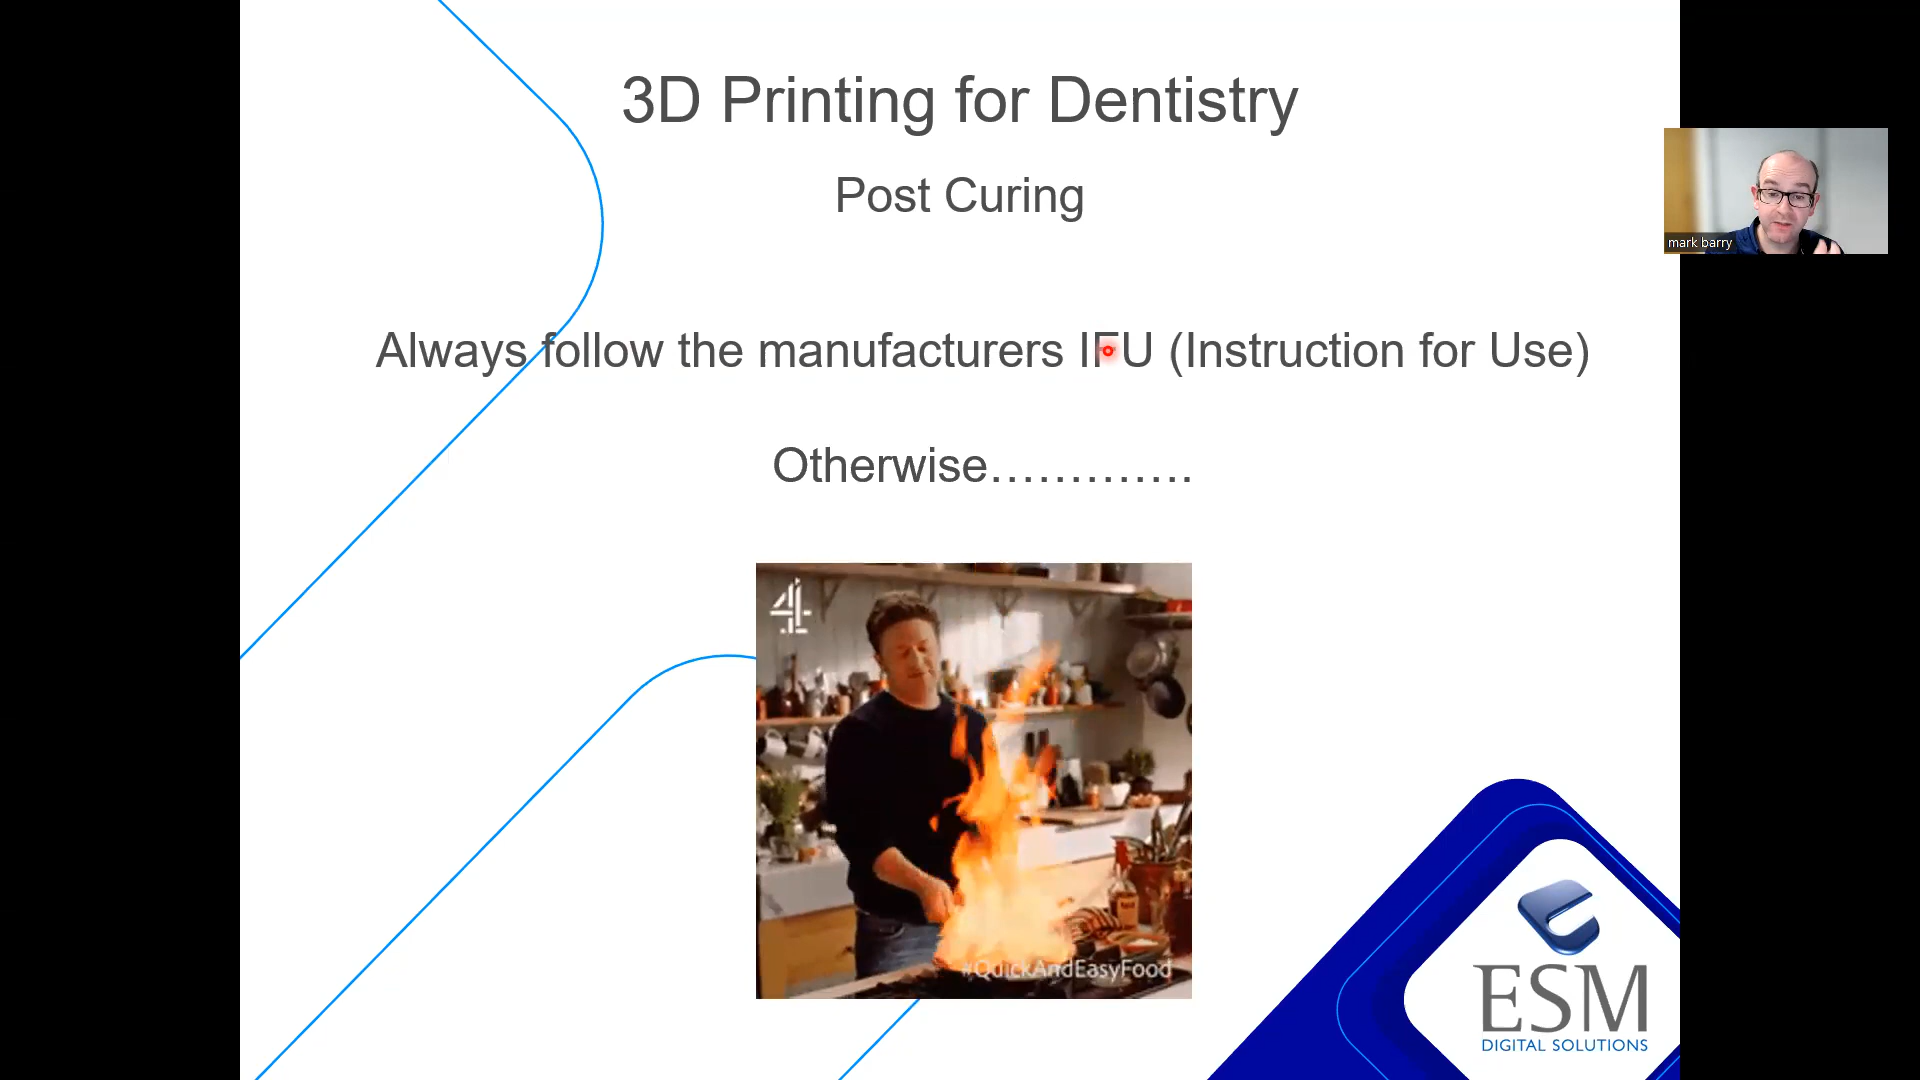 3D Printing for Dentistry
Post Curing
mark barry
Always follow the manufacturers IFU (Instruction for Use)
Otherwise.............
4
#QuickAndEasyFood
ESM
DIGITAL SOLUTIONS